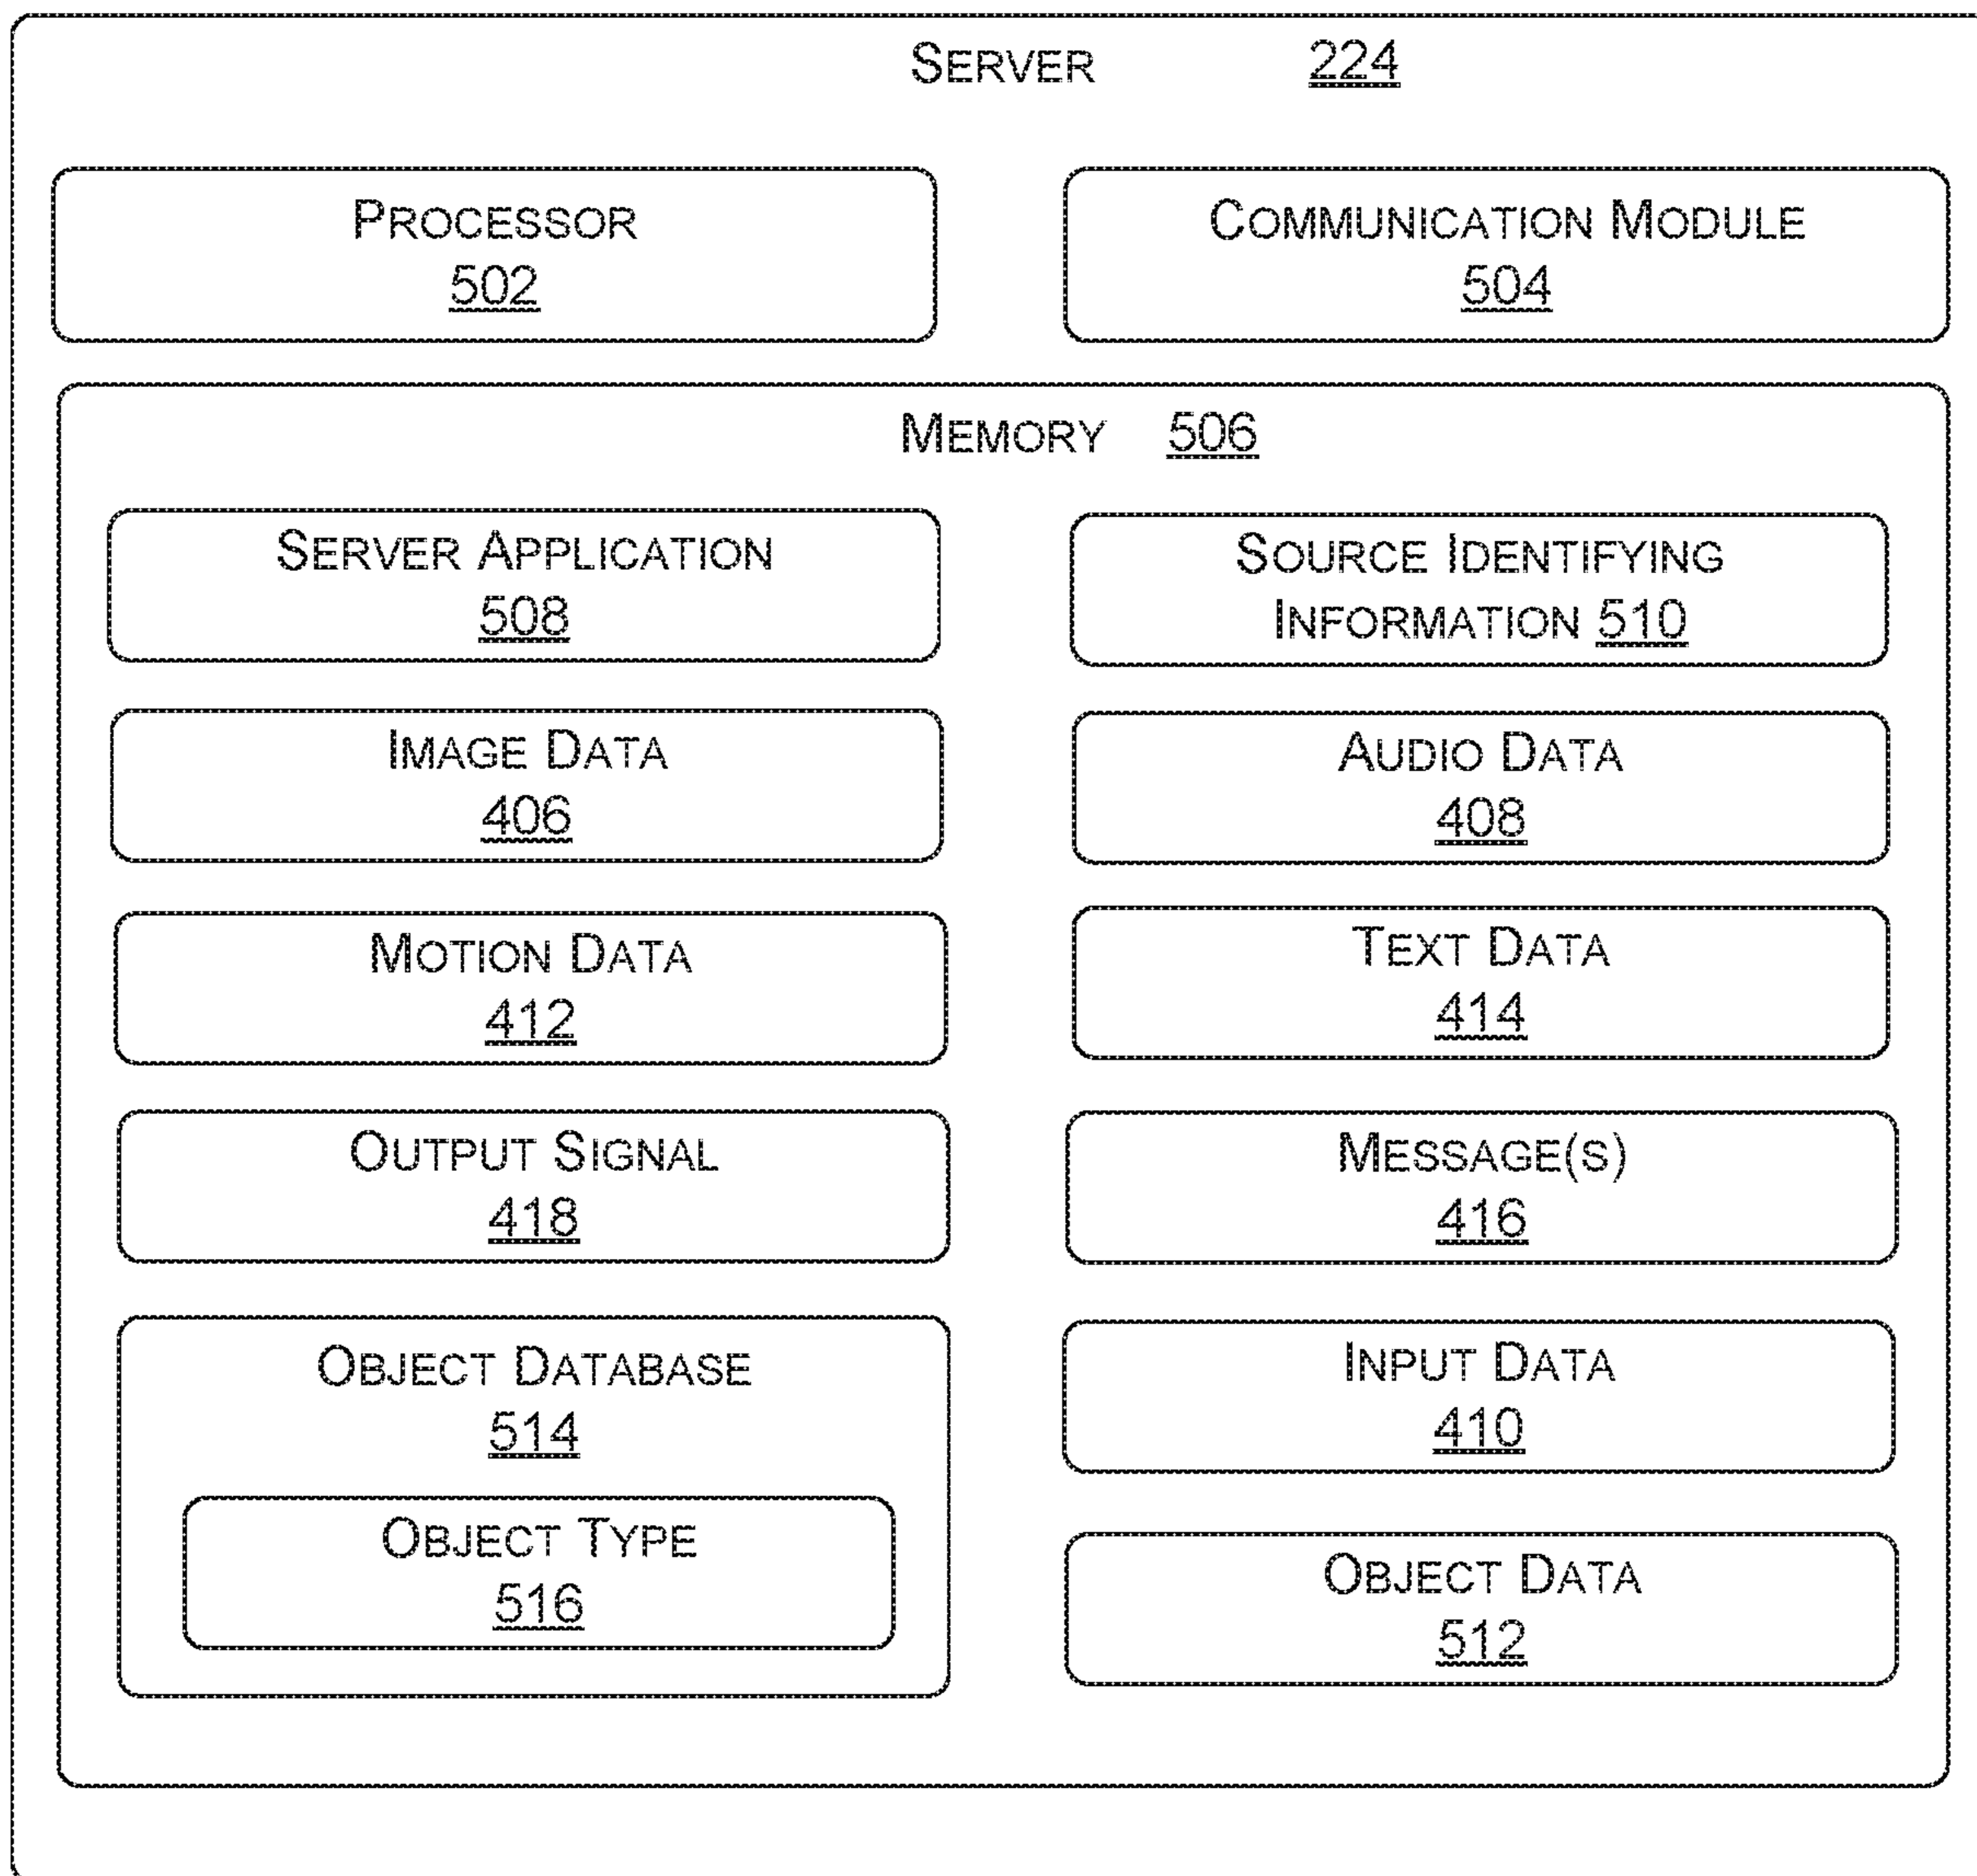 SERVER 224
PROCESSOR
502
COMMUNICATION MODULE
504
MEMORY 506
SERVER APPLICATION
508
SOURCE IDENTIFYING
INFORMATION 510
IMAGE DATA
406
AUDIO DATA
408
MOTION DATA
412
TEXT DATA
414
OUTPUT SIGNAL
418
MESSAGE(S)
416
OBJECT DATABASE
514
OBJECT TYPE
516
INPUT DATA
410
OBJECT DATA
512